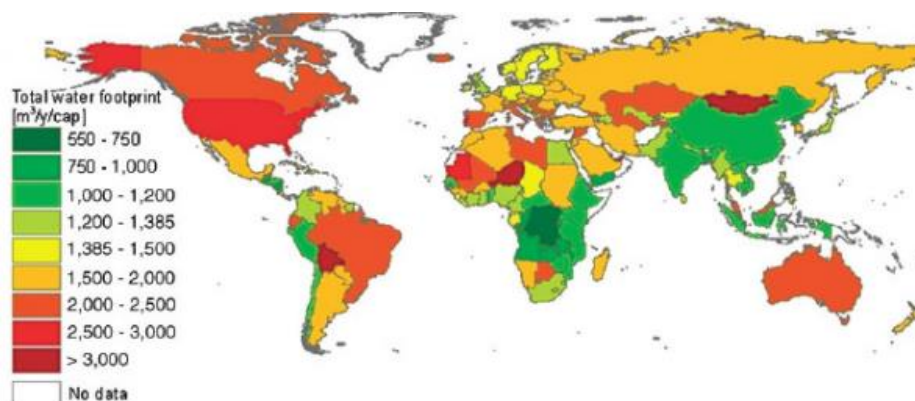 Total water footprint
[m³/y/cap]
550 - 750
750 - 1,000
1,000 - 1,200
1,200 - 1,385
1,385 - 1,500
1,500 - 2,000
2,000 - 2,500
2,500 - 3,000
> 3,000
No data